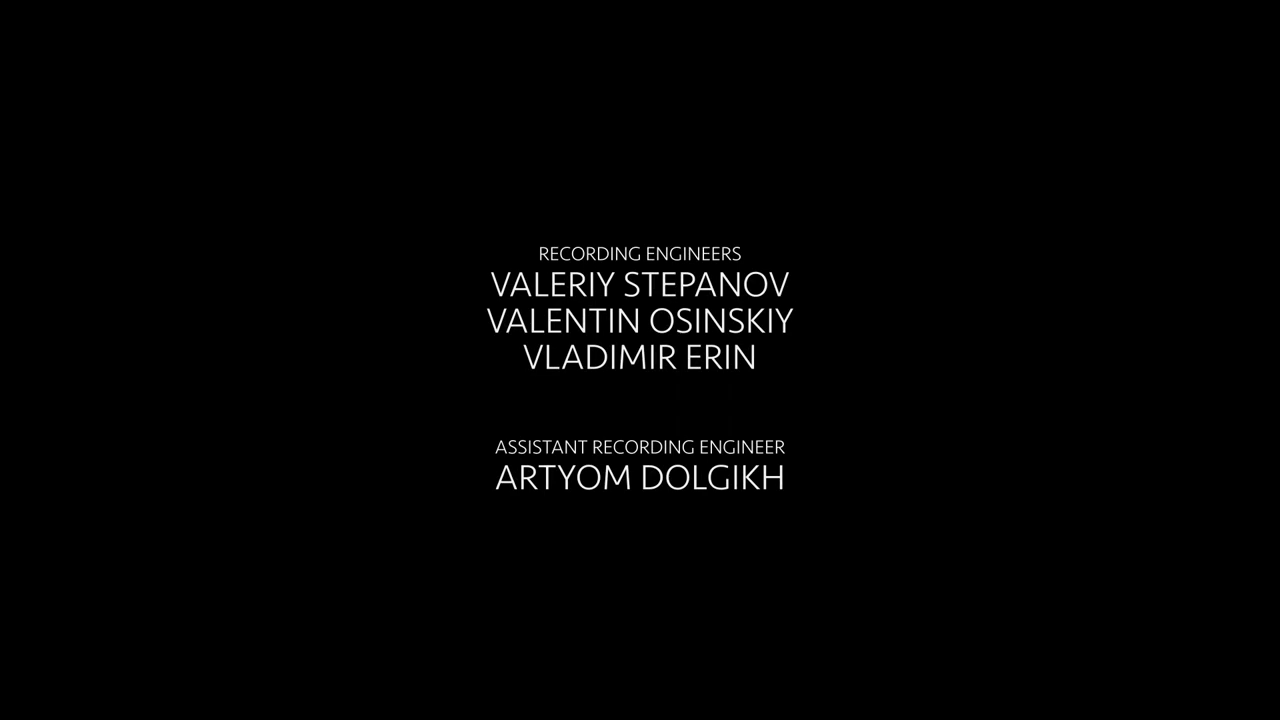 RECORDING ENGINEERS
VALERIY STEPANOV
VALENTIN OSINSKIY
VLADIMIR ERIN
ASSISTANT RECORDING ENGINEER
ARTYOM DOLGIKH